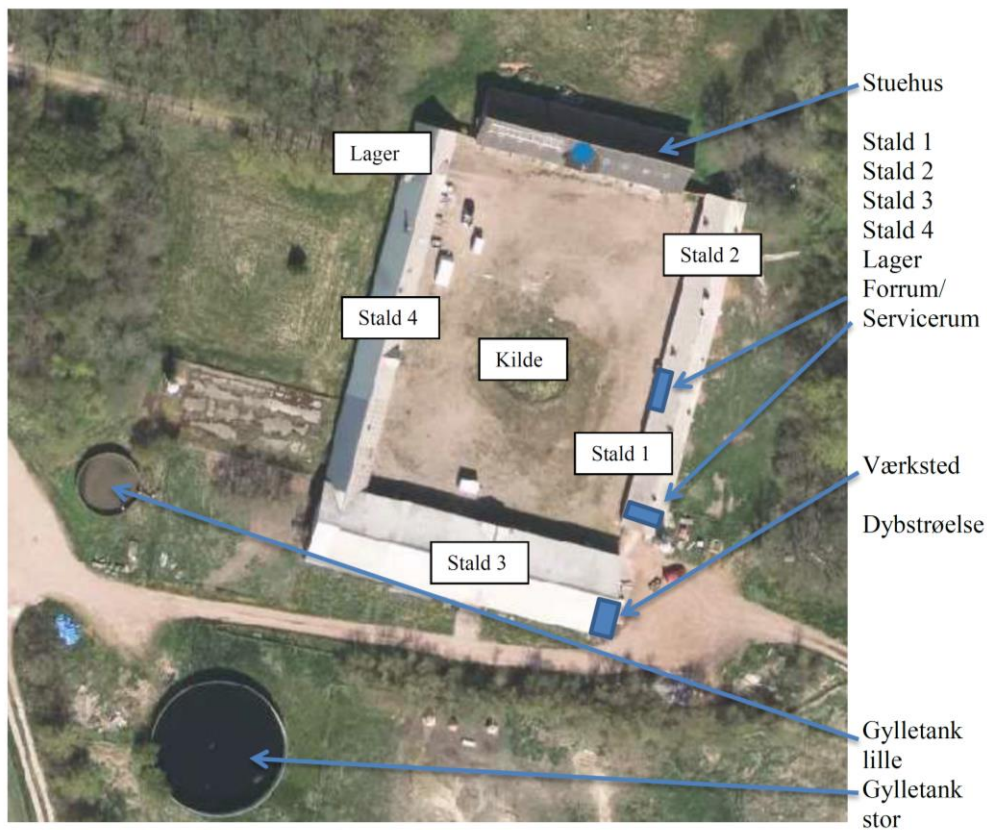 Stuehus
Lager
Stald 1
Stald 2
Stald 3
Stald 4
Lager
Forrum/
Servicerum
Stald 2
Stald 4
Kilde
Stald 1
Værksted
Dybstrøelse
Stald 3
Gylletank
lille
Gylletank
stor